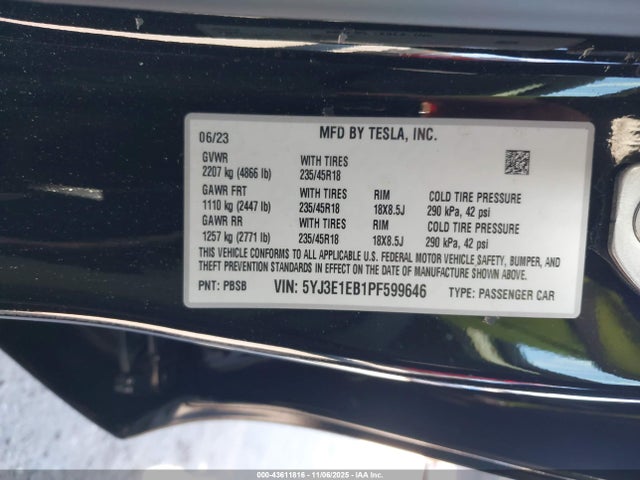 06/23 MFD BY TESLA, INC.
GVWR WITH TIRES
2207 kg (4866 lb) 235/45R18
GAWR FRT WITH TIRES RIM COLD TIRE PRESSURE
1110 kg (2447 lb) 235/45R18 18X8.5J 290 kPa, 42 psi
GAWR RR WITH TIRES RIM COLD TIRE PRESSURE
1257 kg (2771 lb) 235/45R18 18X8.5J 290 kPa, 42 psi
THIS VEHICLE CONFORMS TO ALL APPLICABLE U.S. FEDERAL MOTOR VEHICLE SAFETY, BUMPER, AND
THEFT PREVENTION STANDARDS IN EFFECT ON THE DATE OF MANUFACTURE SHOWN ABOVE.
PNT: PBSB VIN: 5YJ3E1EB1PF599646 TYPE: PASSENGER CAR
000-43611816 - 11/06/2025 - IAAI.COM